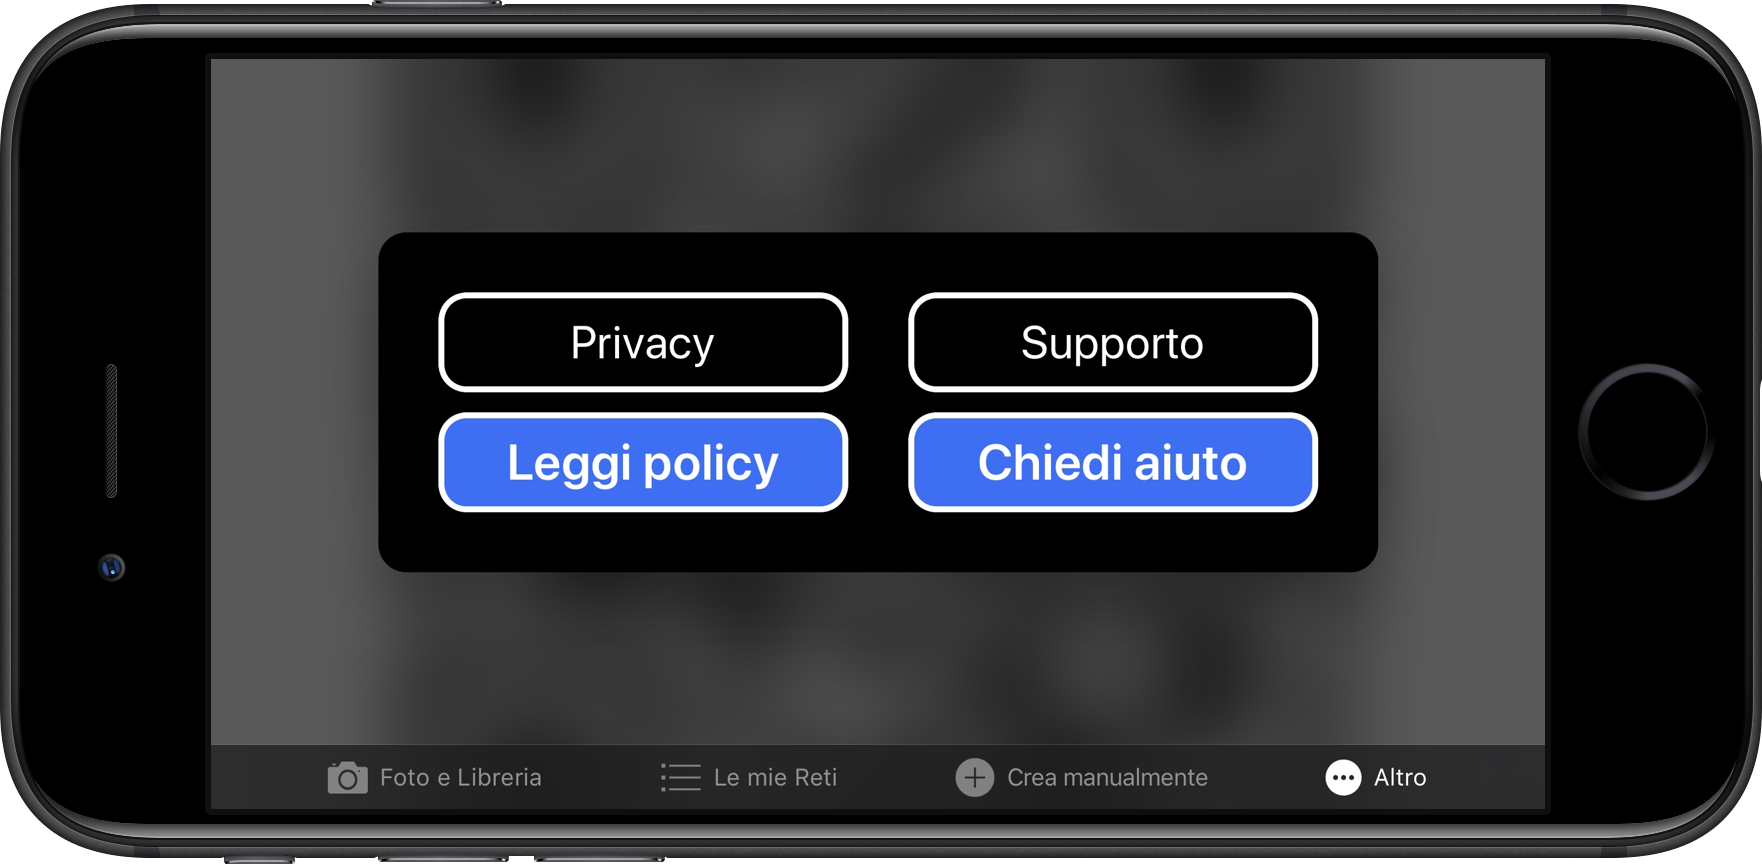 Privacy
Supporto
Leggi policy
Chiedi aiuto
Foto e Libreria
Le mie Reti
Crea manualmente
Altro